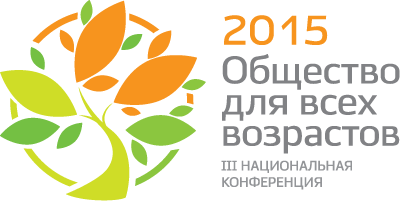 2015
Общество
для всех
возрастов
III НАЦИОНАЛЬНАЯ
КОНФЕРЕНЦИЯ